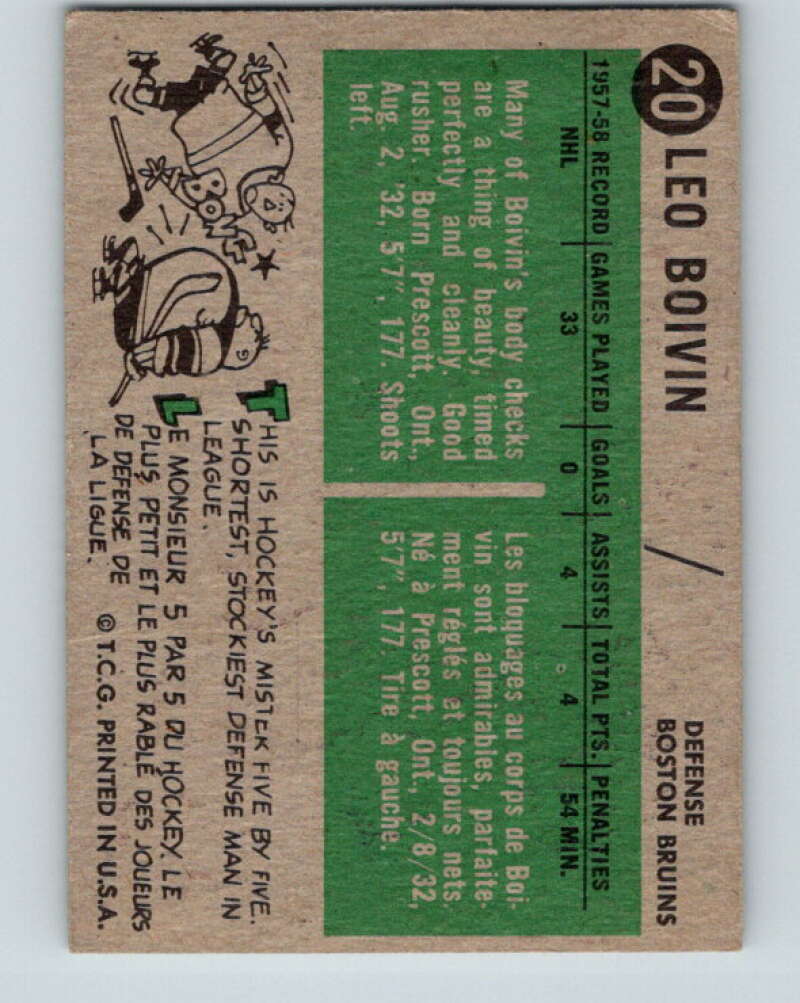 20 LEO BOIVIN
DEFENSE
BOSTON BRUINS
1957-58 RECORD GAMES PLAYED GOALS ASSISTS TOTAL PTS. PENALTIES
NHL 33 0 4 4 54 MIN.
Many of Boivin's body checks
are a thing of beauty, timed
perfectly and cleanly. Good
rusher. Born Prescott, Ont.,
Aug. 2, '32, 5'7", 177. Shoots
left.
Les bloquages au corps de Boi-
vin sont admirables, parfaite-
ment réglés et toujours nets.
Né à Prescott, Ont., 2/8/32,
5'7", 177. Tire à gauche.
BONG
THIS IS HOCKEY'S MISTER FIVE BY FIVE.
SHORTEST, STOCKIEST DEFENSE MAN IN
LEAGUE.
LE MONSIEUR 5 PAR 5 DU HOCKEY. LE
PLUS PETIT ET LE PLUS RABLÉ DES JOUEURS
DE DÉFENSE DE
LA LIGUE.
© T.C.G. PRINTED IN U.S.A.